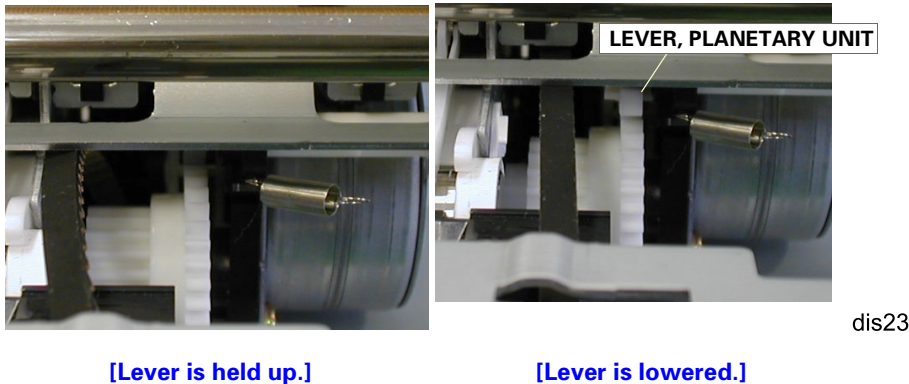 LEVER, PLANETARY UNIT
dis23
[Lever is held up.]
[Lever is lowered.]